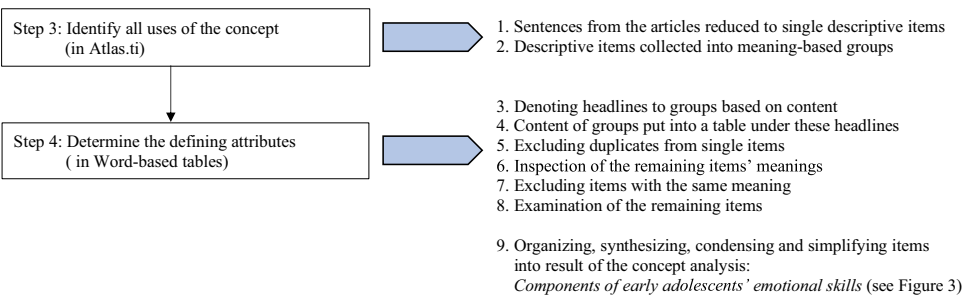 Step 3: Identify all uses of the concept
(in Atlas.ti)
1. Sentences from the articles reduced to single descriptive items
2. Descriptive items collected into meaning-based groups
Step 4: Determine the defining attributes
( in Word-based tables)
3. Denoting headlines to groups based on content
4. Content of groups put into a table under these headlines
5. Excluding duplicates from single items
6. Inspection of the remaining items’ meanings
7. Excluding items with the same meaning
8. Examination of the remaining items
9. Organizing, synthesizing, condensing and simplifying items
into result of the concept analysis:
Components of early adolescents’ emotional skills (see Figure 3)